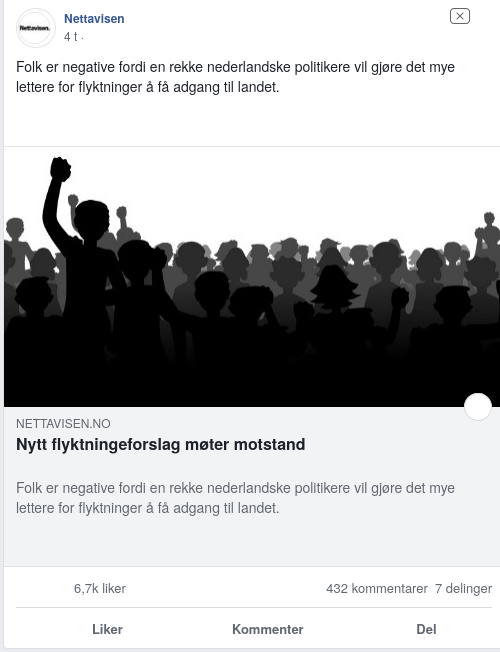 Nettavisen.
Nettavisen
4 t ·
Folk er negative fordi en rekke nederlandske politikere vil gjøre det mye
lettere for flyktninger å få adgang til landet.
NETTAVISEN.NO
Nytt flyktningeforslag møter motstand
Folk er negative fordi en rekke nederlandske politikere vil gjøre det mye
lettere for flyktninger å få adgang til landet.
6,7k liker 432 kommentarer 7 delinger
Liker Kommenter Del